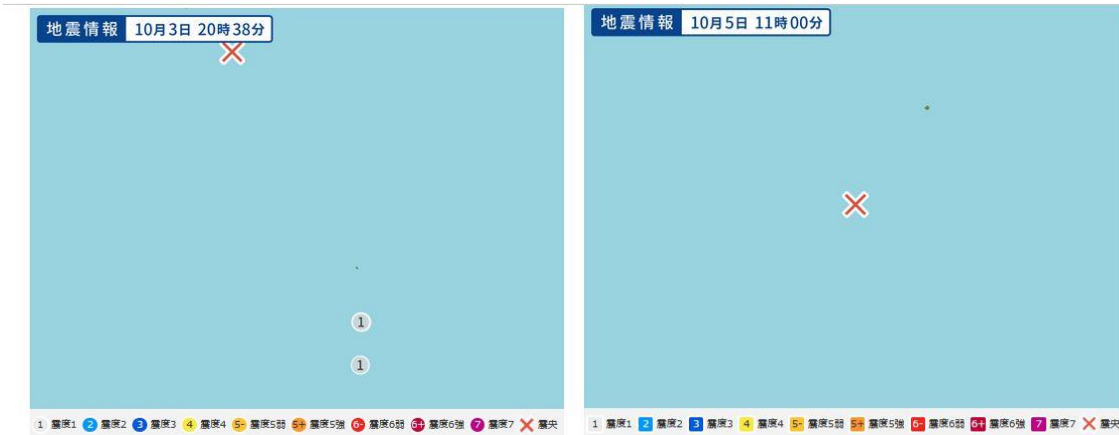 地震情報 10月3日 20時38分
1
1
1 震度1 2 震度2 3 震度3 4 震度4 5- 震度5弱 5+ 震度5強 6- 震度6弱 6+ 震度6強 7 震度7 震央
地震情報 10月5日 11時00分
1 震度1 2 震度2 3 震度3 4 震度4 5- 震度5弱 5+ 震度5強 6- 震度6弱 6+ 震度6強 7 震度7 震央